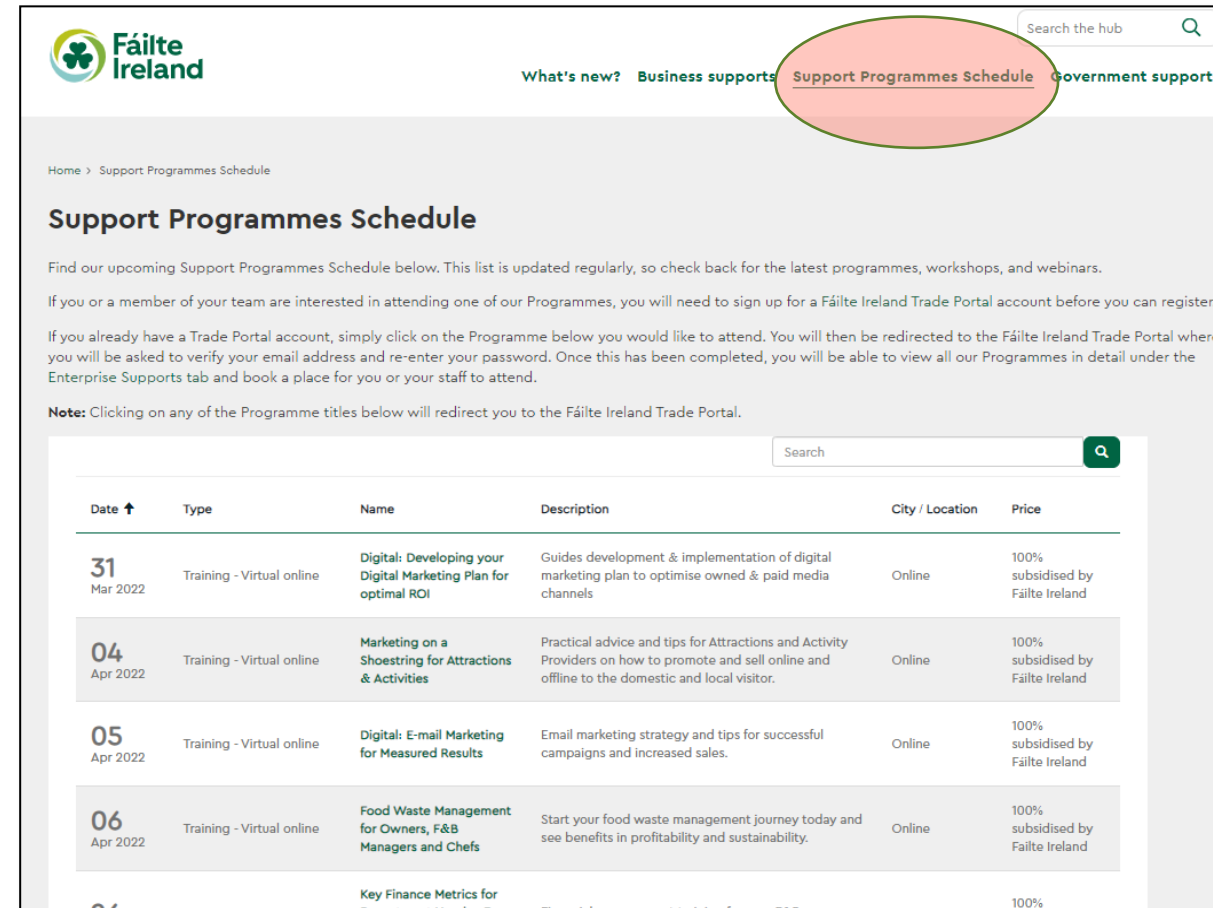 Fáilte
Ireland
Search the hub
What's new? Business supports Support Programmes Schedule Government support
Home > Support Programmes Schedule
Support Programmes Schedule
Find our upcoming Support Programmes Schedule below. This list is updated regularly, so check back for the latest programmes, workshops, and webinars.
If you or a member of your team are interested in attending one of our Programmes, you will need to sign up for a Fáilte Ireland Trade Portal account before you can register
If you already have a Trade Portal account, simply click on the Programme below you would like to attend. You will then be redirected to the Fáilte Ireland Trade Portal where
you will be asked to verify your email address and re-enter your password. Once this has been completed, you will be able to view all our Programmes in detail under the
Enterprise Supports tab and book a place for you or your staff to attend.
Note: Clicking on any of the Programme titles below will redirect you to the Fáilte Ireland Trade Portal.
Search
Date Type Name Description City / Location Price
31
Mar 2022
Training - Virtual online
Digital: Developing your
Digital Marketing Plan for
optimal ROI
Guides development & implementation of digital
marketing plan to optimise owned & paid media
channels
Online
100%
subsidised by
Fáilte Ireland
04
Apr 2022
Training - Virtual online
Marketing on a
Shoestring for Attractions
& Activities
Practical advice and tips for Attractions and Activity
Providers on how to promote and sell online and
offline to the domestic and local visitor.
Online
100%
subsidised by
Fáilte Ireland
05
Apr 2022
Training - Virtual online
Digital: E-mail Marketing
for Measured Results
Email marketing strategy and tips for successful
campaigns and increased sales.
Online
100%
subsidised by
Fáilte Ireland
06
Apr 2022
Training - Virtual online
Food Waste Management
for Owners, F&B
Managers and Chefs
Start your food waste management journey today and
see benefits in profitability and sustainability.
Online
100%
subsidised by
Failte Ireland
Key Finance Metrics for
100%